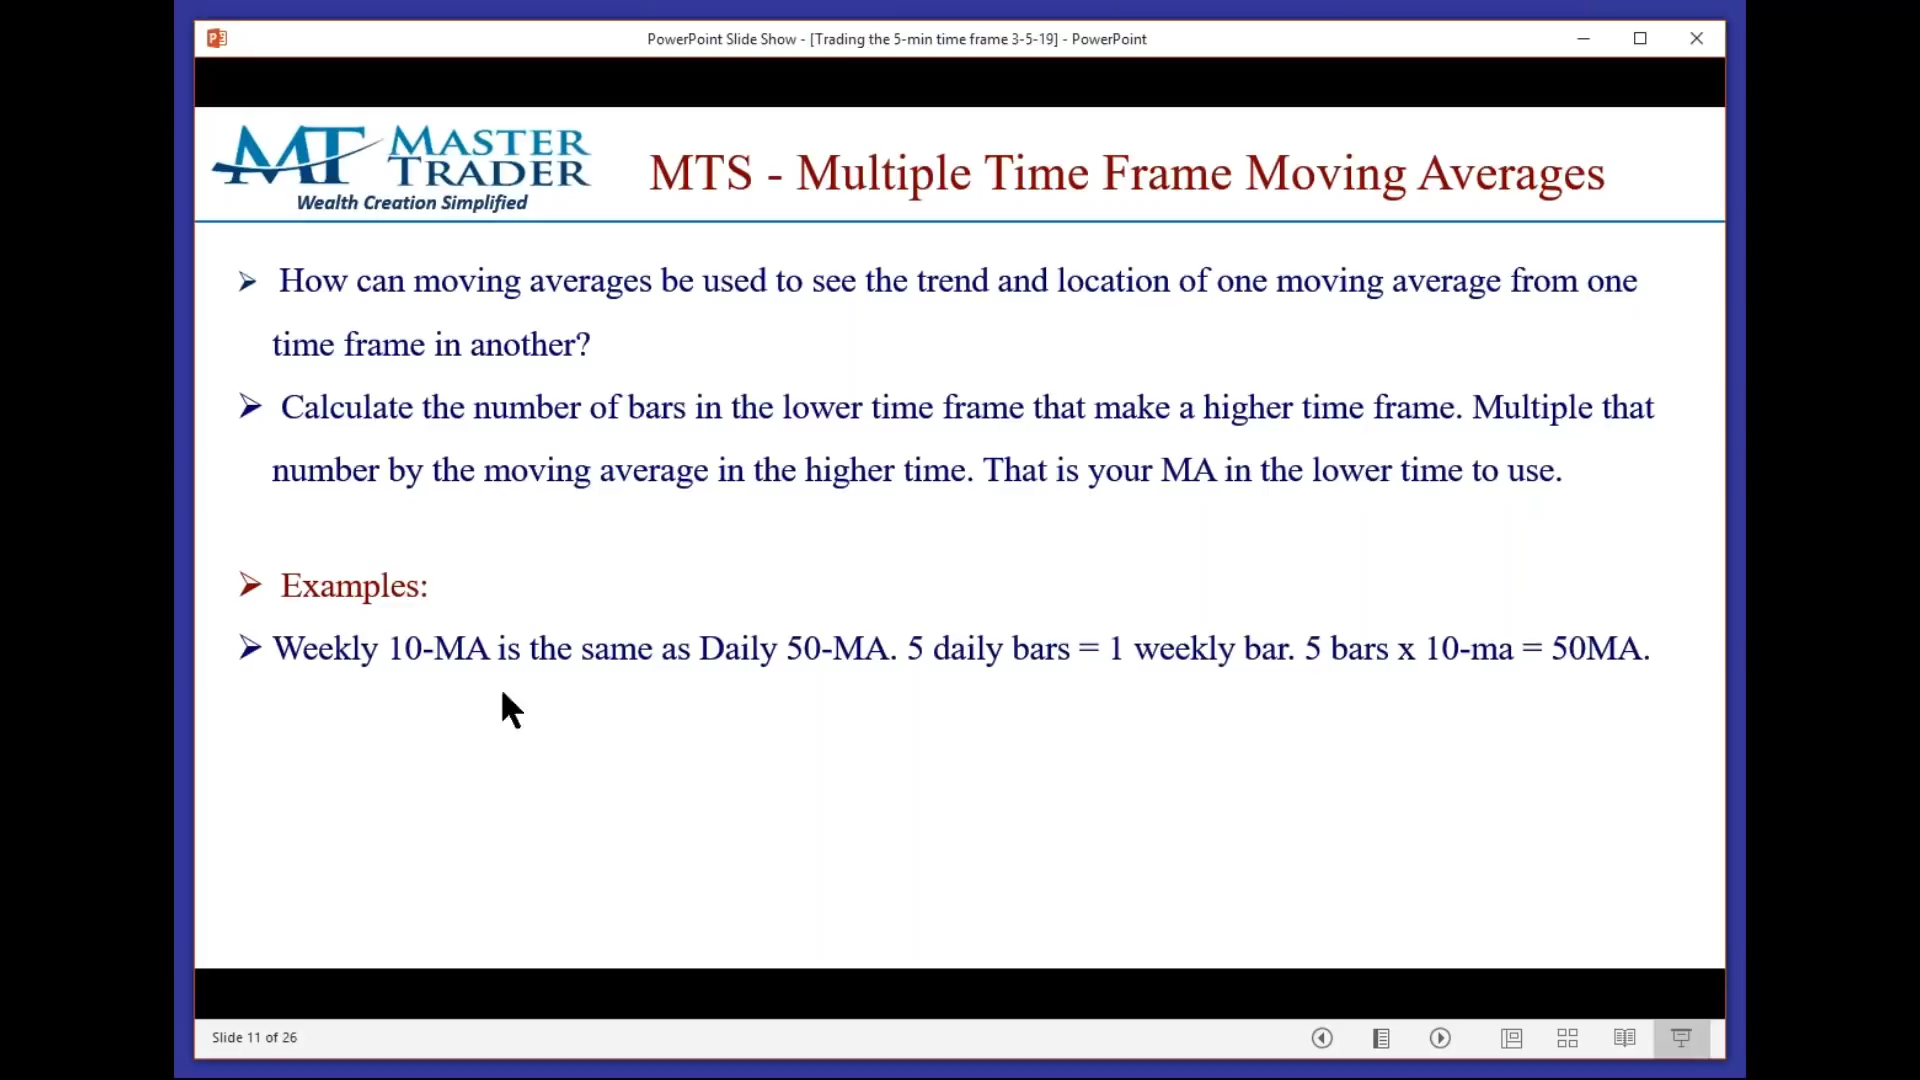 PowerPoint Slide Show - [Trading the 5-min time frame 3-5-19] - PowerPoint
MT MASTER TRADER
Wealth Creation Simplified
MTS - Multiple Time Frame Moving Averages
How can moving averages be used to see the trend and location of one moving average from one
time frame in another?
Calculate the number of bars in the lower time frame that make a higher time frame. Multiple that
number by the moving average in the higher time. That is your MA in the lower time to use.
Examples:
Weekly 10-MA is the same as Daily 50-MA. 5 daily bars = 1 weekly bar. 5 bars x 10-ma = 50MA.
Slide 11 of 26